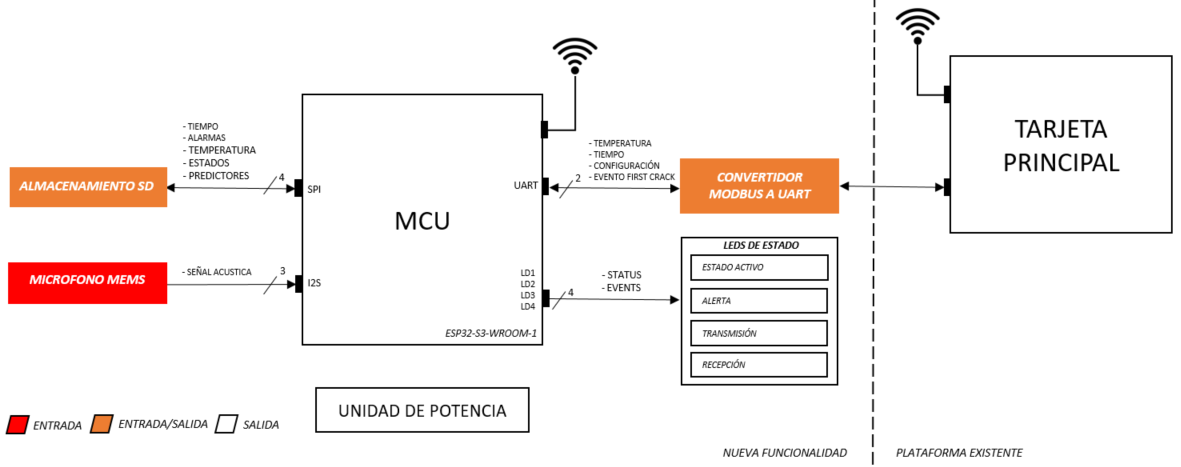 - TIEMPO
- ALARMAS
- TEMPERATURA
- ESTADOS
- PREDICTORES
4
ALMACENAMIENTO SD
SPI
MICROFONO MEMS
- SEÑAL ACUSTICA
3
I2S
MCU
UART
LD1
LD2
LD3
LD4
ESP32-S3-WROOM-1
- TEMPERATURA
- TIEMPO
- CONFIGURACIÓN
- EVENTO FIRST CRACK
2
CONVERTIDOR
MODBUS A UART
- STATUS
- EVENTS
4
LEDS DE ESTADO
ESTADO ACTIVO
ALERTA
TRANSMISIÓN
RECEPCIÓN
TARJETA
PRINCIPAL
UNIDAD DE POTENCIA
ENTRADA
ENTRADA/SALIDA
SALIDA
NUEVA FUNCIONALIDAD
PLATAFORMA EXISTENTE